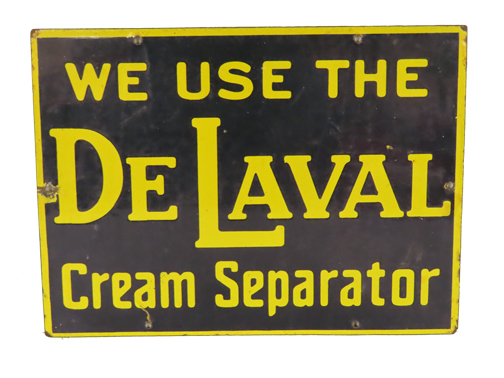 WE USE THE
DE LAVAL
Cream Separator